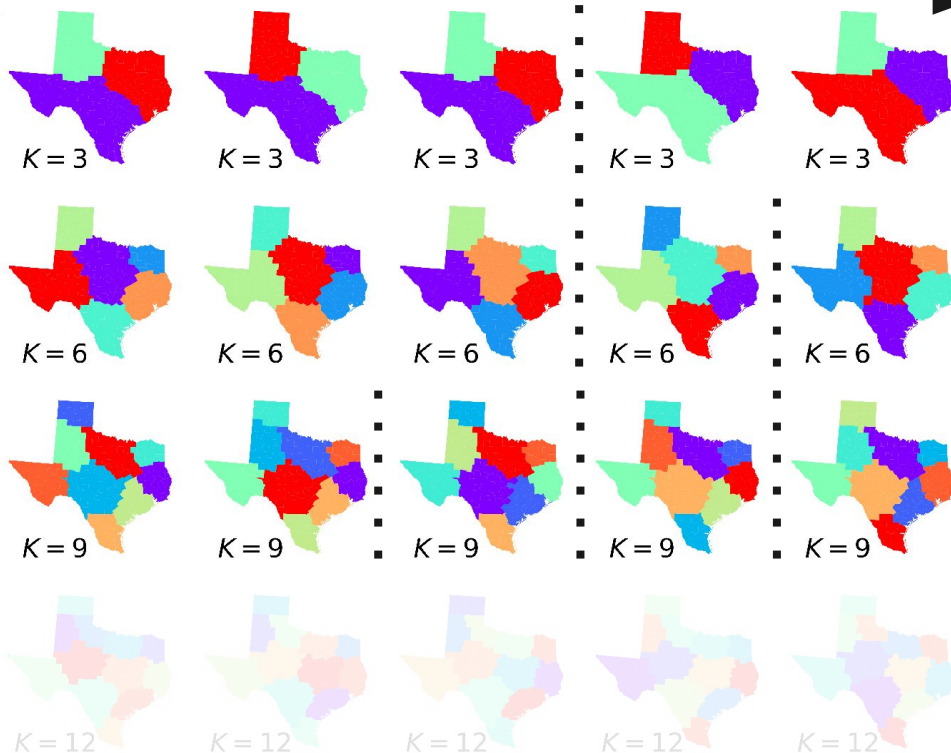 K = 3 K = 3 K = 3 K = 3 K = 3
K = 6 K = 6 K = 6 K = 6 K = 6
K = 9 K = 9 K = 9 K = 9 K = 9
K = 12 K = 12 K = 12 K = 12 K = 12